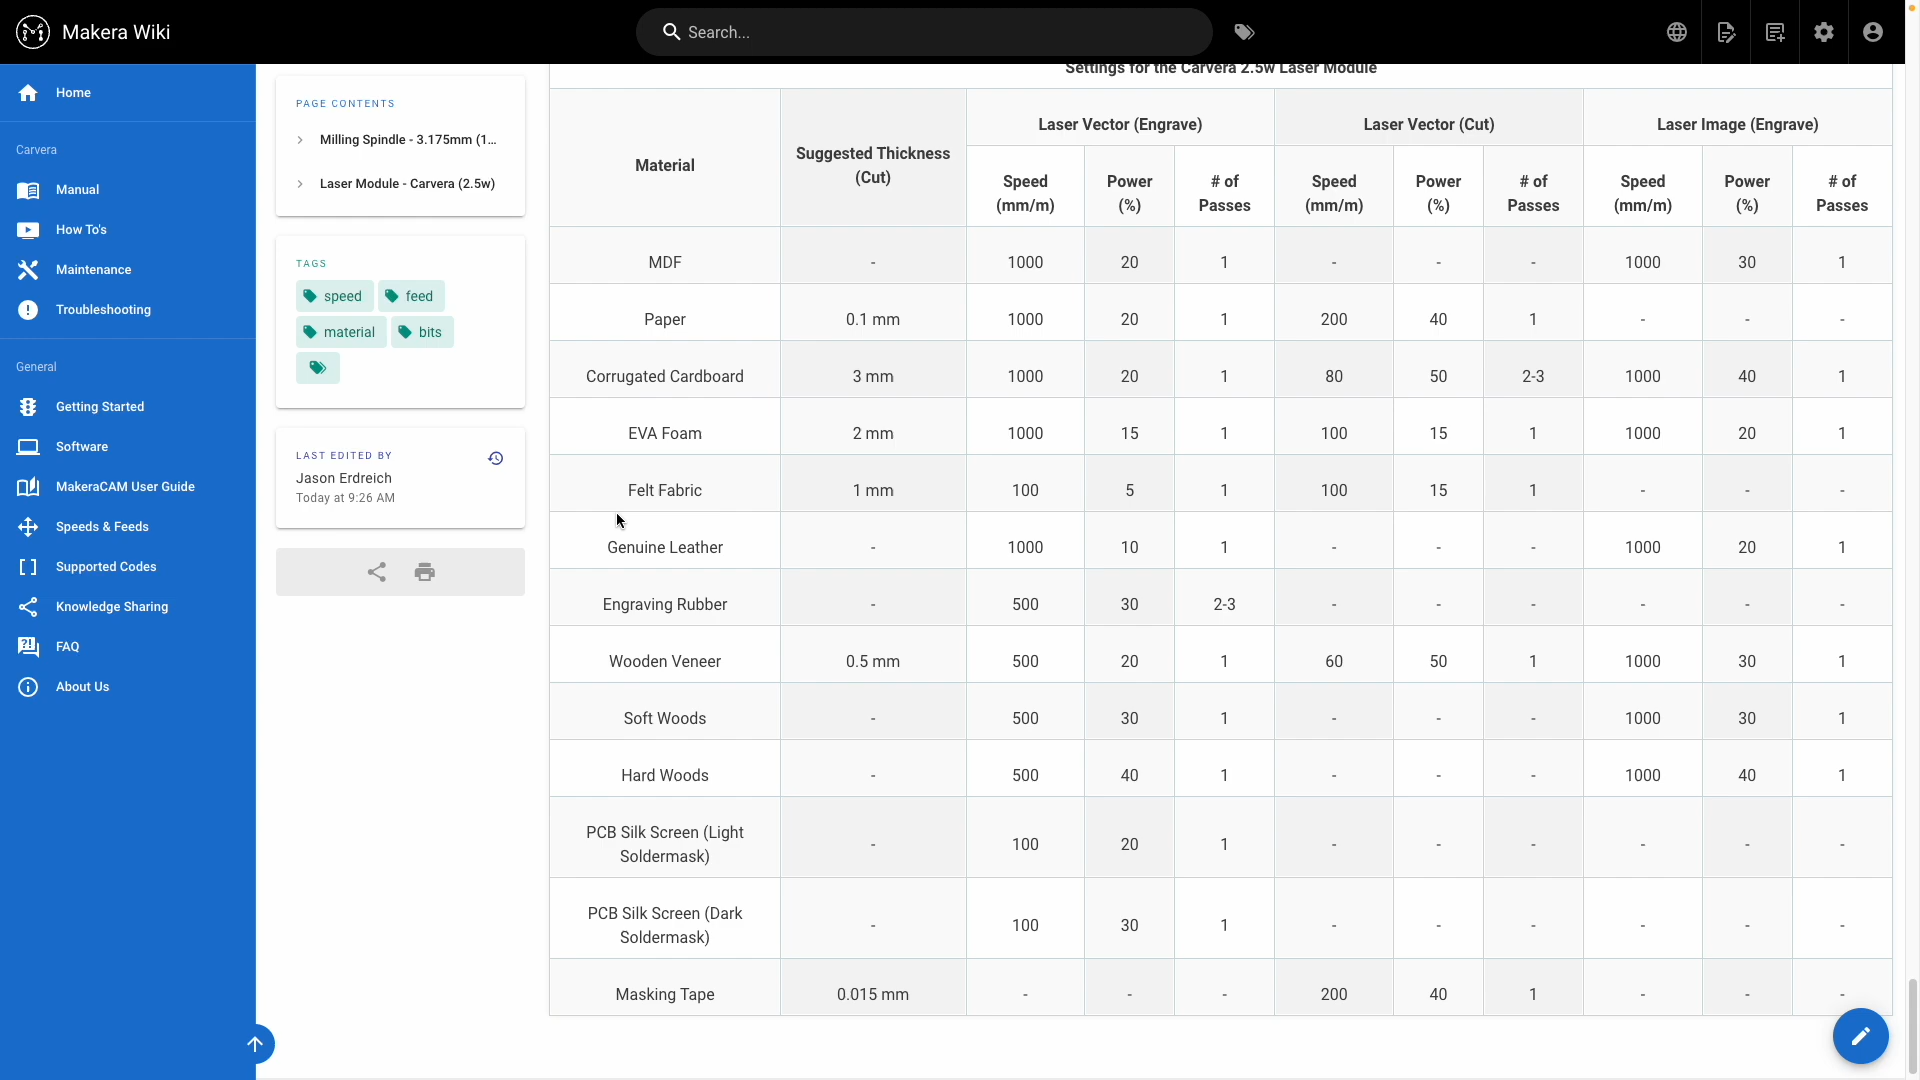 Makera Wiki
Search...
Home
Carvera
Manual
How To's
Maintenance
Troubleshooting
General
Getting Started
Software
MakeraCAM User Guide
Speeds & Feeds
Supported Codes
Knowledge Sharing
FAQ
About Us
PAGE CONTENTS
Milling Spindle - 3.175mm (1...
Laser Module - Carvera (2.5w)
TAGS
speed feed
material bits
LAST EDITED BY
Jason Erdreich
Today at 9:26 AM
Settings for the Carvera 2.5w Laser Module
Material Suggested Thickness (Cut) Laser Vector (Engrave) Laser Vector (Cut) Laser Image (Engrave)
Speed (mm/m) Power (%) # of Passes Speed (mm/m) Power (%) # of Passes Speed (mm/m) Power (%) # of Passes
MDF - 1000 20 1 - - - 1000 30 1
Paper 0.1 mm 1000 20 1 200 40 1 - - -
Corrugated Cardboard 3 mm 1000 20 1 80 50 2-3 1000 40 1
EVA Foam 2 mm 1000 15 1 100 15 1 1000 20 1
Felt Fabric 1 mm 100 5 1 100 15 1 - - -
Genuine Leather - 1000 10 1 - - - 1000 20 1
Engraving Rubber - 500 30 2-3 - - - - - -
Wooden Veneer 0.5 mm 500 20 1 60 50 1 1000 30 1
Soft Woods - 500 30 1 - - - 1000 30 1
Hard Woods - 500 40 1 - - - 1000 40 1
PCB Silk Screen (Light Soldermask) - 100 20 1 - - - - - -
PCB Silk Screen (Dark Soldermask) - 100 30 1 - - - - - -
Masking Tape 0.015 mm - - - 200 40 1 - - -